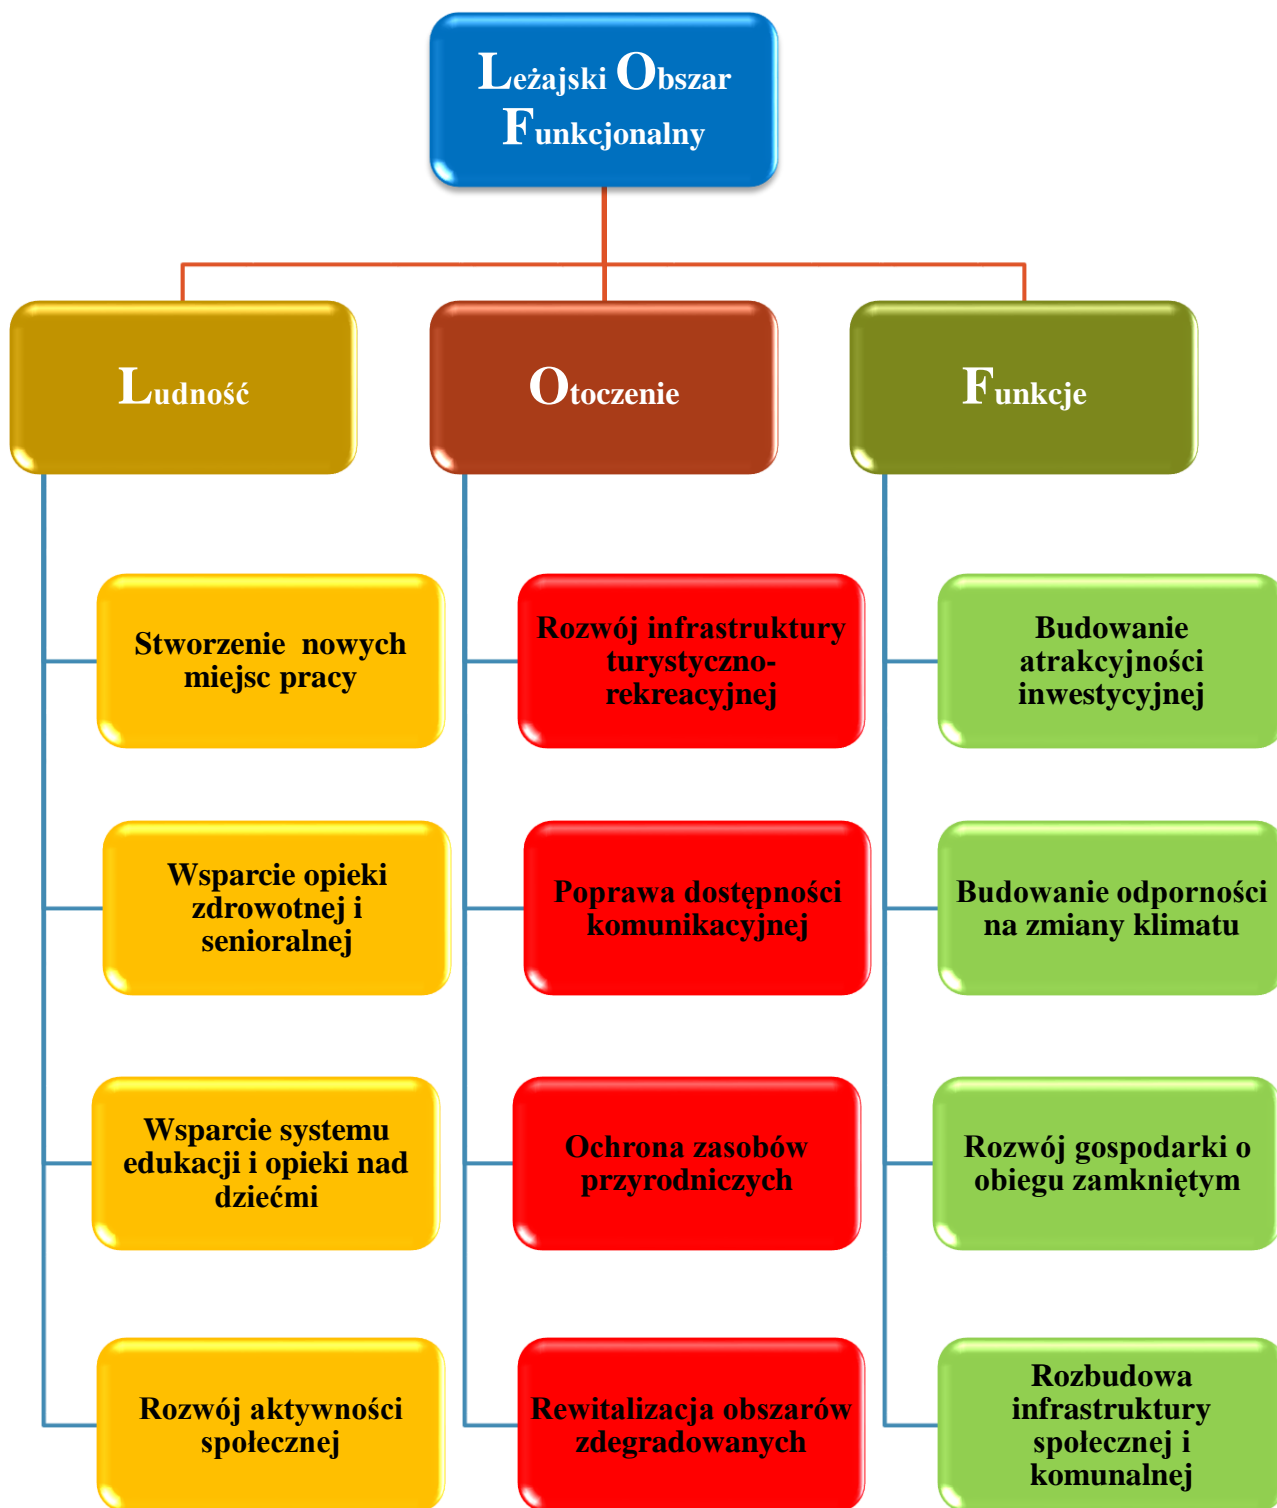 Leżajski Obszar
Funkcjonalny
Ludność
Otoczenie
Funkcje
Stworzenie nowych
miejsc pracy
Rozwój infrastruktury
turystyczno-
rekreacyjnej
Budowanie
atrakcyjności
inwestycyjnej
Wsparcie opieki
zdrowotnej i
senioralnej
Poprawa dostępności
komunikacyjnej
Budowanie odporności
na zmiany klimatu
Wsparcie systemu
edukacji i opieki nad
dziećmi
Ochrona zasobów
przyrodniczych
Rozwój gospodarki o
obiegu zamkniętym
Rozwój aktywności
społecznej
Rewitalizacja obszarów
zdegradowanych
Rozbudowa
infrastruktury
społecznej i
komunalnej